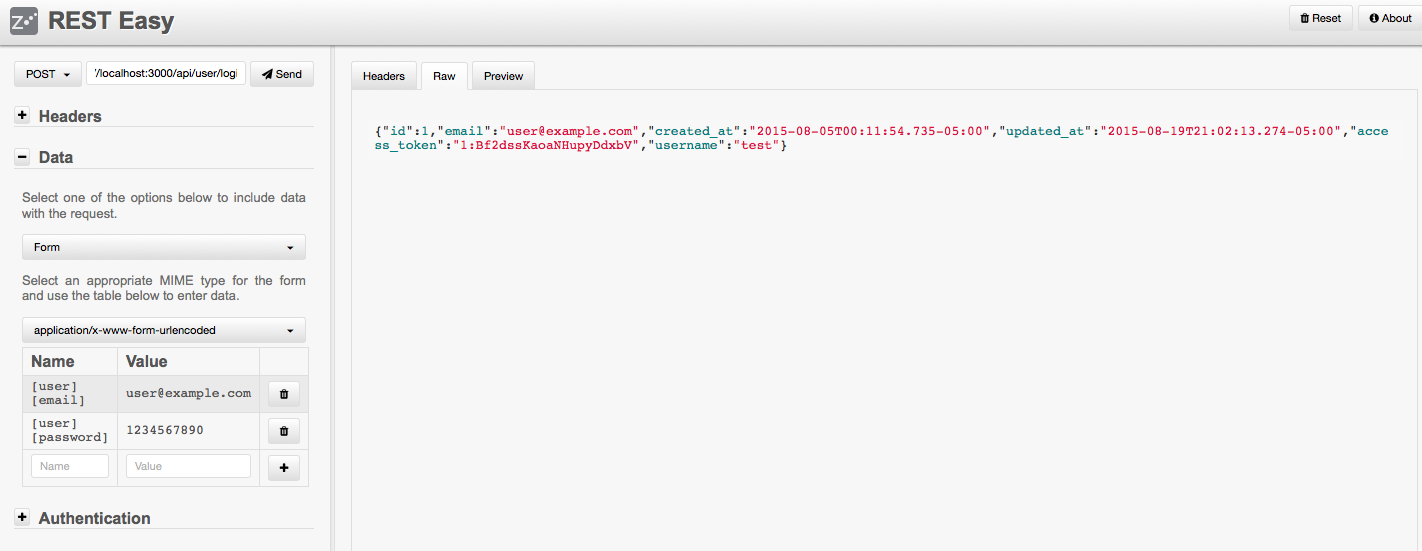 REST Easy
Reset
About
POST
'/localhost:3000/api/user/logi
Send
Headers
Data
Select one of the options below to include data
with the request.
Form
Select an appropriate MIME type for the form
and use the table below to enter data.
application/x-www-form-urlencoded
Name Value
[user]
[email]
user@example.com
[user]
[password]
1234567890
Name Value
Authentication
Headers Raw Preview
{"id":1,"email":"user@example.com","created_at":"2015-08-05T00:11:54.735-05:00","updated_at":"2015-08-19T21:02:13.274-05:00","acce
ss_token":"1:Bf2dssKaoaNHupyDdxbV","username":"test"}